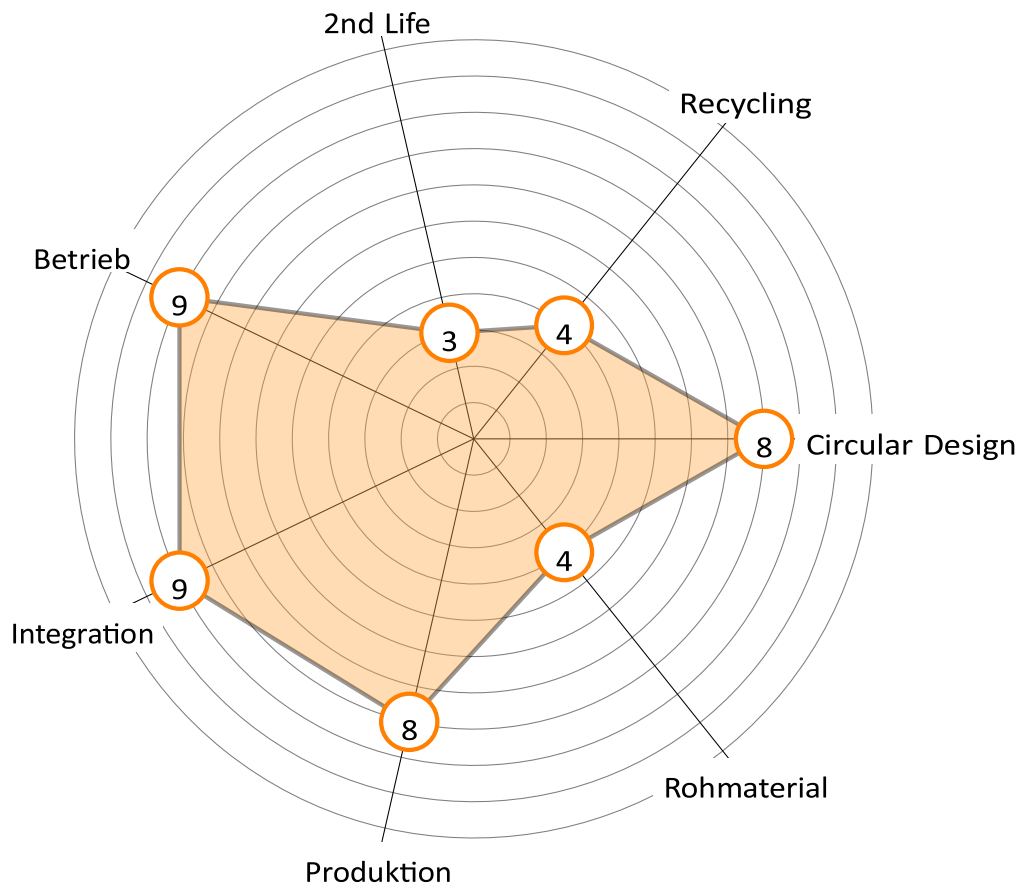 2nd Life
Recycling
Betrieb
9
3
4
8
Circular Design
4
9
Integration
8
Rohmaterial
Produktion